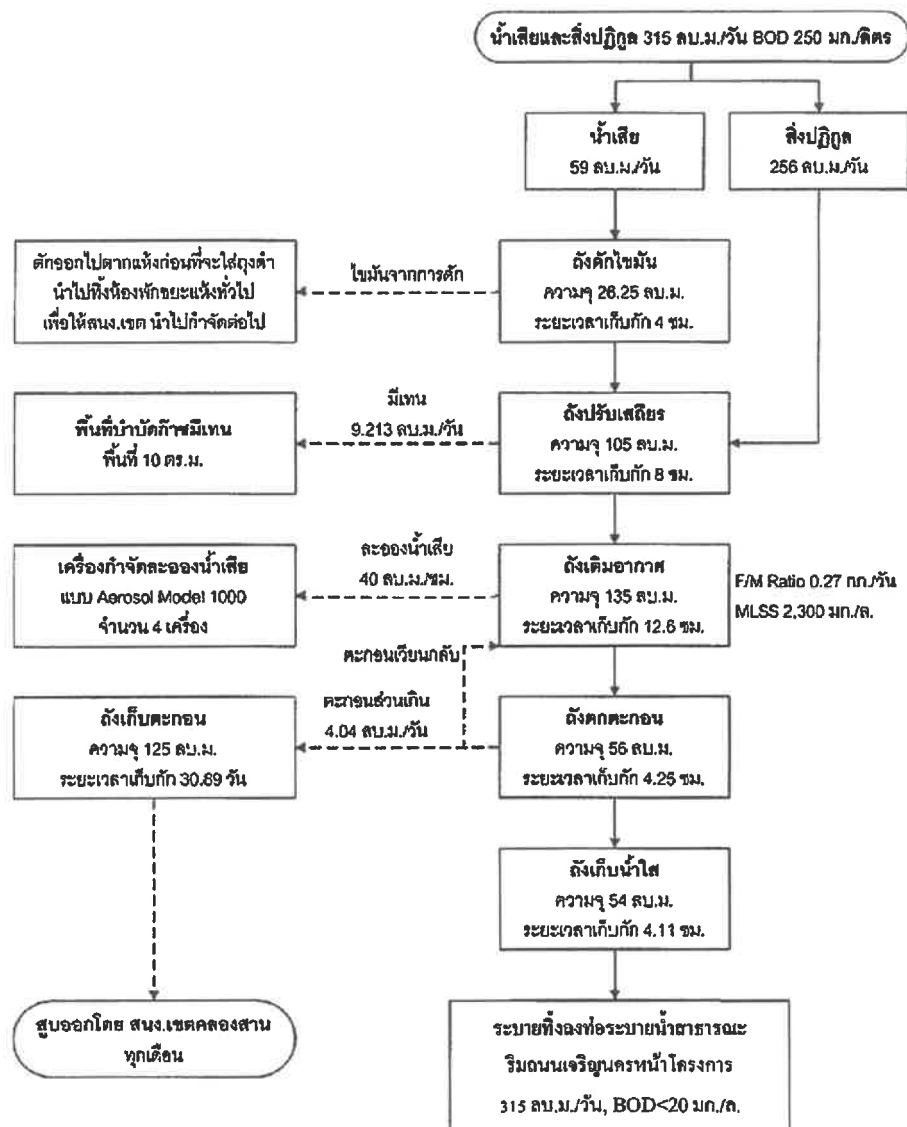 น้ำเสียและสิ่งปฏิกูล 315 ลบ.ม./วัน BOD 250 มก./ลิตร
น้ำเสีย
59 ลบ.ม./วัน
สิ่งปฏิกูล
256 ลบ.ม./วัน
ตักออกไปตากแห้งก่อนที่จะใส่ถุงดำ
นำไปทิ้งห้องพักขยะแห้งทั่วไป
เพื่อให้สนง.เขต นำไปกำจัดต่อไป
ไขมันจากการดัก
ถังดักไขมัน
ความจุ 26.25 ลบ.ม.
ระยะเวลาเก็บกัก 4 ชม.
พื้นที่บำบัดก๊าซมีเทน
พื้นที่ 10 ตร.ม.
มีเทน
9.213 ลบ.ม./วัน
ถังปรับเสถียร
ความจุ 105 ลบ.ม.
ระยะเวลาเก็บกัก 8 ชม.
เครื่องกำจัดละอองน้ำเสีย
แบบ Aerosol Model 1000
จำนวน 4 เครื่อง
ละอองน้ำเสีย
40 ลบ.ม./ชม.
ถังเติมอากาศ
ความจุ 135 ลบ.ม.
ระยะเวลาเก็บกัก 12.6 ชม.
F/M Ratio 0.27 กก./วัน
MLSS 2,300 มก./ล.
ตะกอนเวียนกลับ
ตะกอนส่วนเกิน
4.04 ลบ.ม./วัน
ถังเก็บตะกอน
ความจุ 125 ลบ.ม.
ระยะเวลาเก็บกัก 30.89 วัน
ถังตกตะกอน
ความจุ 56 ลบ.ม.
ระยะเวลาเก็บกัก 4.25 ชม.
ถังเก็บน้ำใส
ความจุ 54 ลบ.ม.
ระยะเวลาเก็บกัก 4.11 ชม.
สูบออกโดย สนง.เขตคลองสาน
ทุกเดือน
ระบายทิ้งลงท่อระบายน้ำสาธารณะ
ริมถนนเจริญนครหน้าโครงการ
315 ลบ.ม./วัน, BOD<20 มก./ล.